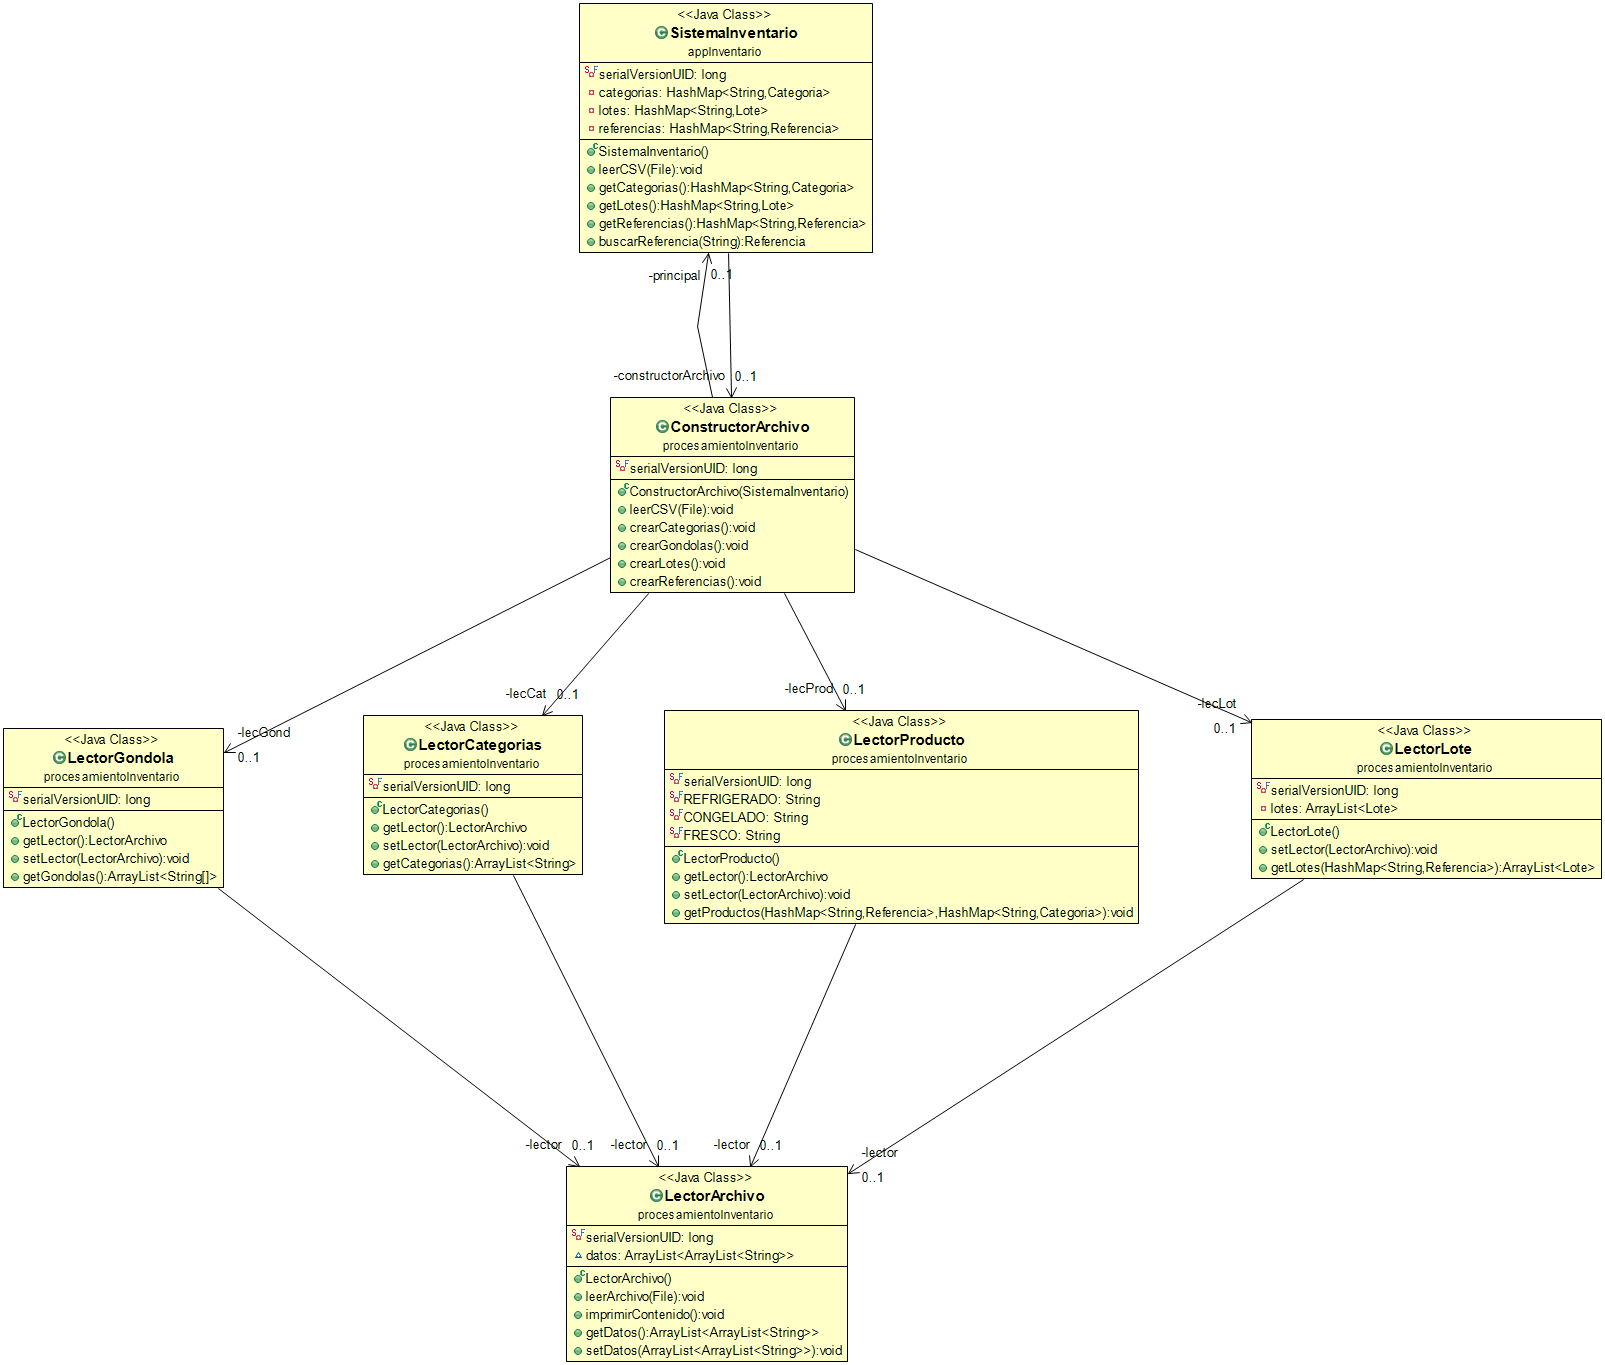 <<Java Class>>
SistemaInventario
appInventario
serialVersionUID: long
categorias: HashMap<String,Categoria>
lotes: HashMap<String,Lote>
referencias: HashMap<String,Referencia>
SistemaInventario()
leerCSV(File):void
getCategorias():HashMap<String,Categoria>
getLotes():HashMap<String,Lote>
getReferencias():HashMap<String,Referencia>
buscarReferencia(String):Referencia
-principal 0..1
-constructorArchivo 0..1
<<Java Class>>
ConstructorArchivo
procesamientoInventario
serialVersionUID: long
ConstructorArchivo(SistemaInventario)
leerCSV(File):void
crearCategorias():void
crearGondolas():void
crearLotes():void
crearReferencias():void
-lecGond
0..1
-lecCat 0..1
-lecProd 0..1
-lecLot
0..1
<<Java Class>>
LectorGondola
procesamientoInventario
serialVersionUID: long
LectorGondola()
getLector():LectorArchivo
setLector(LectorArchivo):void
getGondolas():ArrayList<String[]>
<<Java Class>>
LectorCategorias
procesamientoInventario
serialVersionUID: long
LectorCategorias()
getLector():LectorArchivo
setLector(LectorArchivo):void
getCategorias():ArrayList<String>
<<Java Class>>
LectorProducto
procesamientoInventario
serialVersionUID: long
REFRIGERADO: String
CONGELADO: String
FRESCO: String
LectorProducto()
getLector():LectorArchivo
setLector(LectorArchivo):void
getProductos(HashMap<String,Referencia>,HashMap<String,Categoria>):void
<<Java Class>>
LectorLote
procesamientoInventario
serialVersionUID: long
lotes: ArrayList<Lote>
LectorLote()
setLector(LectorArchivo):void
getLotes(HashMap<String,Referencia>):ArrayList<Lote>
-lector 0..1
-lector 0..1
-lector 0..1
-lector
0..1
<<Java Class>>
LectorArchivo
procesamientoInventario
serialVersionUID: long
datos: ArrayList<ArrayList<String>>
LectorArchivo()
leerArchivo(File):void
imprimirContenido():void
getDatos():ArrayList<ArrayList<String>>
setDatos(ArrayList<ArrayList<String>>):void